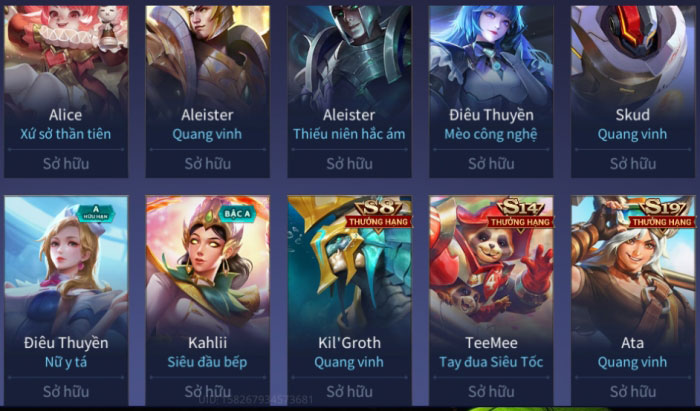 Alice
Xứ sở thần tiên
Sở hữu
Aleister
Quang vinh
Sở hữu
Aleister
Thiếu niên hắc ám
Sở hữu
Điêu Thuyền
Mèo công nghệ
Sở hữu
Skud
Quang vinh
Sở hữu
A
HỮU HẠN
Điêu Thuyền
Nữ y tá
Sở hữu
BẬC A
Kahlii
Siêu đầu bếp
Sở hữu
S8
THƯỞNG HẠNG
Kil'Groth
Quang vinh
Sở hữu
S14
THƯỞNG HẠNG
TeeMee
Tay đua Siêu Tốc
Sở hữu
S19
THƯỞNG HẠNG
Ata
Quang vinh
Sở hữu
UID: 158267934573681